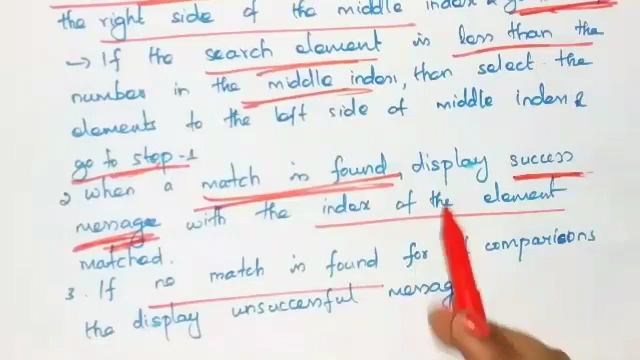 the right side of the middle index &
→ If the search element is less than the
number in the middle index, then select the
elements to the left side of middle index &
go to step-1
2 when a match is found, display success
message with the index of the element
matched.
3. If no match is found for comparisons
the display unsuccessful messag